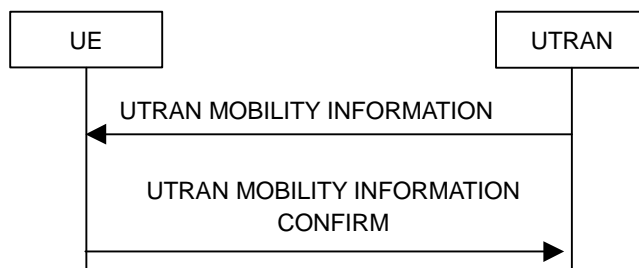 UE
UTRAN
UTRAN MOBILITY INFORMATION
UTRAN MOBILITY INFORMATION
CONFIRM